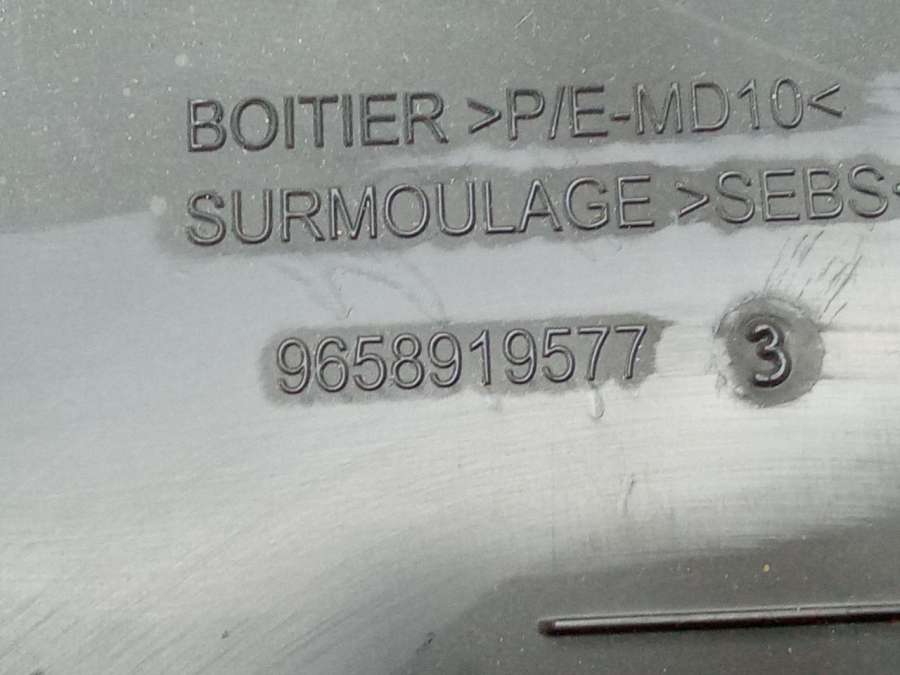 BOITIER >P/E-MD10<
SURMOULAGE >SEBS
9658919577 3